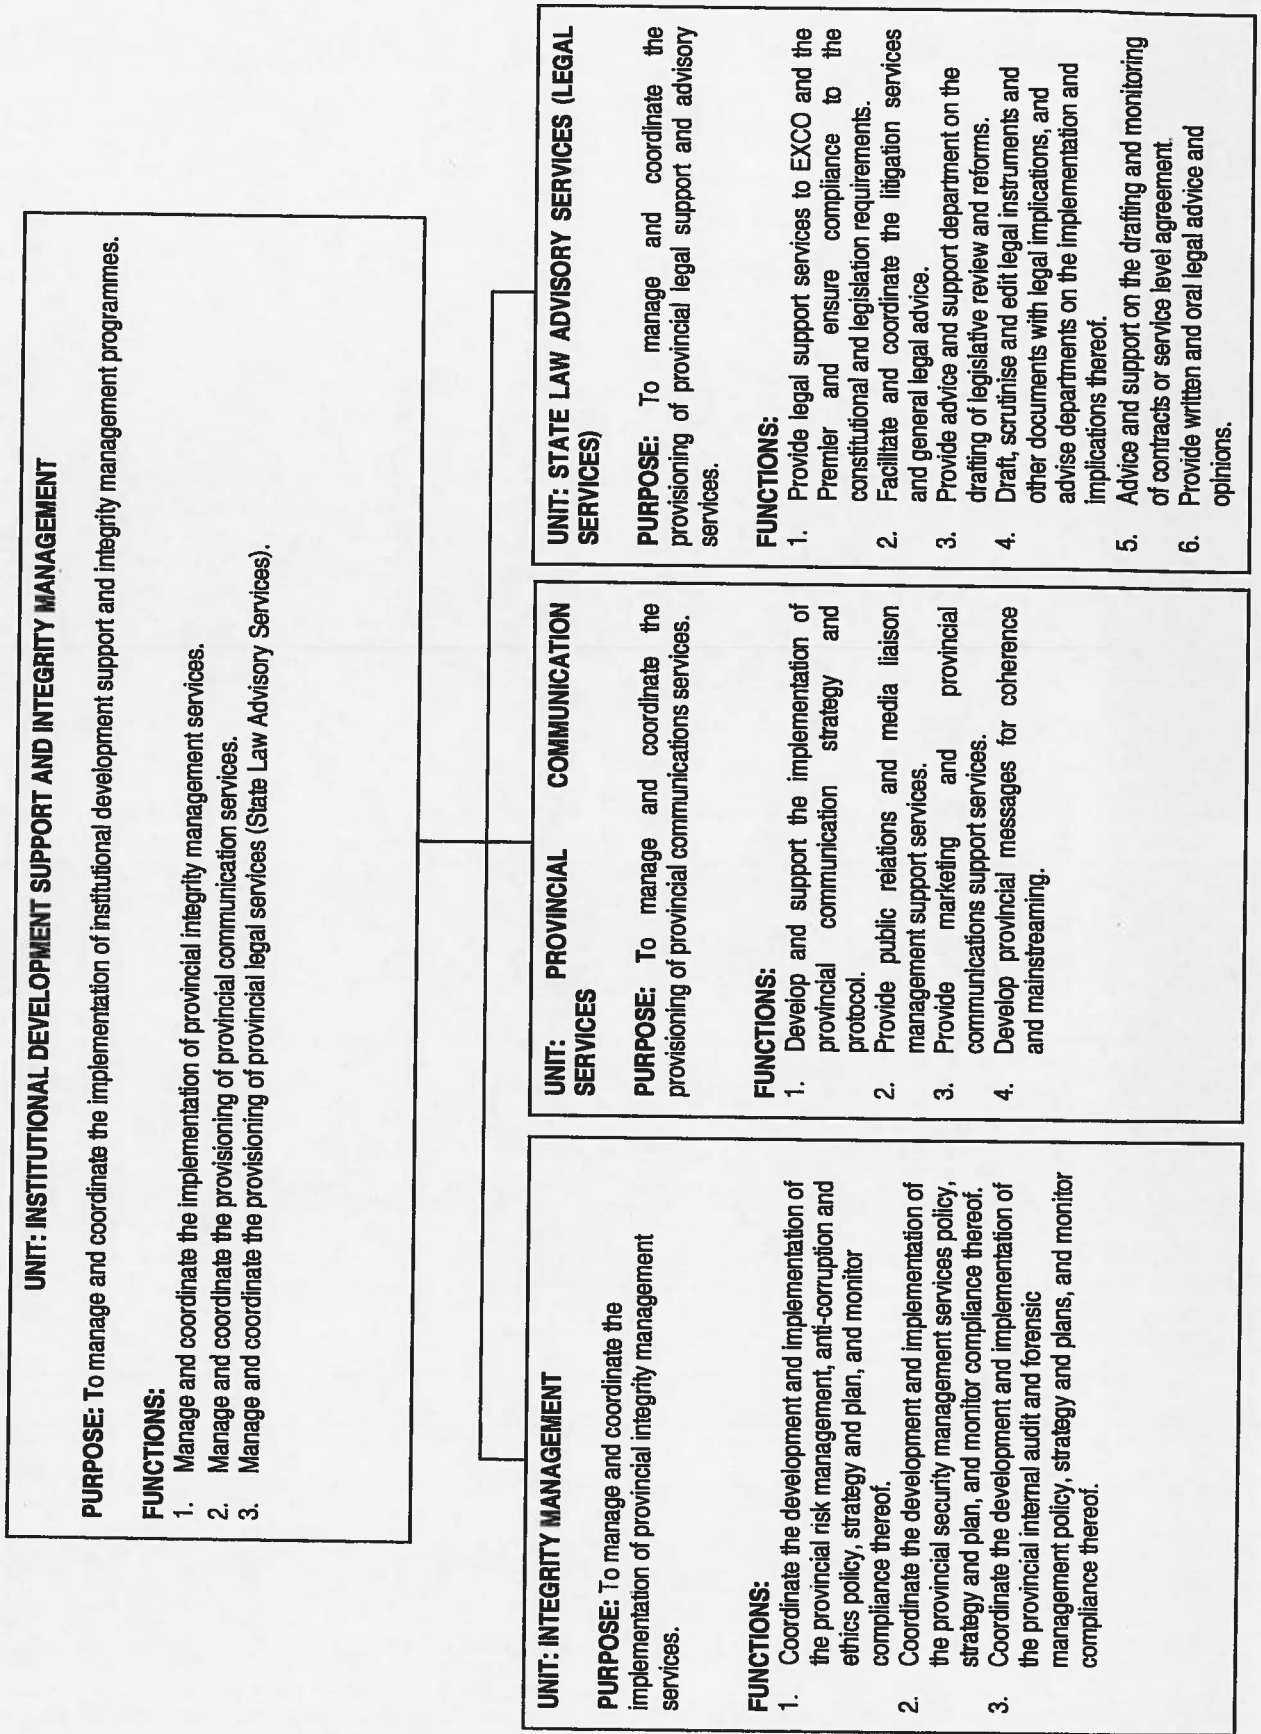 UNIT: INSTITUTIONAL DEVELOPMENT SUPPORT AND INTEGRITY MANAGEMENT
PURPOSE: To manage and coordinate the implementation of institutional development support and integrity management programmes.
FUNCTIONS:
1. Manage and coordinate the implementation of provincial integrity management services.
2. Manage and coordinate the provisioning of provincial communication services.
3. Manage and coordinate the provisioning of provincial legal services (State Law Advisory Services).
UNIT: INTEGRITY MANAGEMENT
PURPOSE: To manage and coordinate the
implementation of provincial integrity management
services.
FUNCTIONS:
1. Coordinate the development and implementation of
the provincial risk management, anti-corruption and
ethics policy, strategy and plan, and monitor
compliance thereof.
2. Coordinate the development and implementation of
the provincial security management services policy,
strategy and plan, and monitor compliance thereof.
3. Coordinate the development and implementation of
the provincial internal audit and forensic
management policy, strategy and plans, and monitor
compliance thereof.
UNIT: PROVINCIAL COMMUNICATION
SERVICES
PURPOSE: To manage and coordinate the
provisioning of provincial communications services.
FUNCTIONS:
1. Develop and support the implementation of
provincial communication strategy and
protocol.
2. Provide public relations and media liaison
management support services.
3. Provide marketing and provincial
communications support services.
4. Develop provincial messages for coherence
and mainstreaming.
UNIT: STATE LAW ADVISORY SERVICES (LEGAL
SERVICES)
PURPOSE: To manage and coordinate the
provisioning of provincial legal support and advisory
services.
FUNCTIONS:
1. Provide legal support services to EXCO and the
Premier and ensure compliance to the
constitutional and legislation requirements.
2. Facilitate and coordinate the litigation services
and general legal advice.
3. Provide advice and support department on the
drafting of legislative review and reforms.
4. Draft, scrutinise and edit legal instruments and
other documents with legal implications, and
advise departments on the implementation and
implications thereof.
5. Advice and support on the drafting and monitoring
of contracts or service level agreement.
6. Provide written and oral legal advice and
opinions.